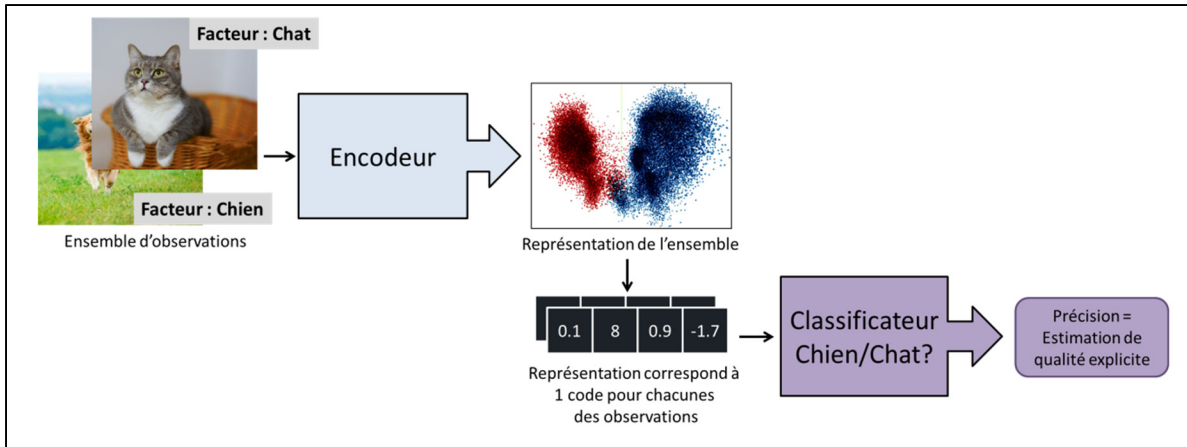 Facteur : Chat
Facteur : Chien
Ensemble d'observations
Encodeur
Représentation de l'ensemble
0.1 8 0.9 -1.7
Représentation correspond à
1 code pour chacunes
des observations
Classificateur
Chien/Chat?
Précision =
Estimation de
qualité explicite